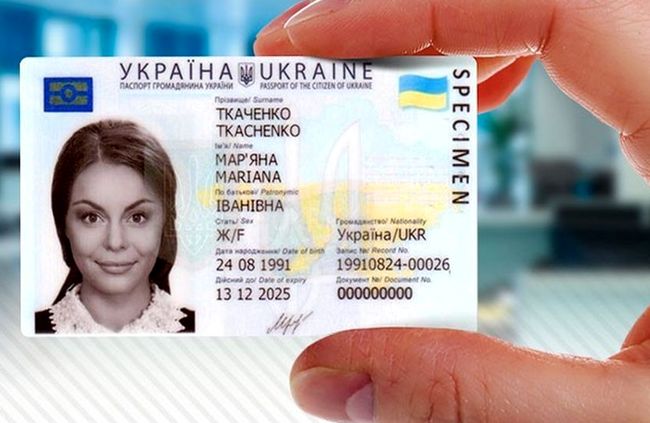 УКРАЇНА UKRAINE
ПАСПОРТ ГРОМАДЯНИНА УКРАЇНИ PASSPORT OF THE CITIZEN OF UKRAINE
SPECIMEN
Прізвище/ Surname
ТКАЧЕНКО
TKACHENKO
Ім'я/ Name
МАР'ЯНА
MARIANA
По батькові/ Patronymic
ІВАНІВНА
Стать/ Sex Громадянство/ Nationality
Ж/F Україна/UKR
Дата народження/ Date of birth Запис №/ Record No.
24 08 1991 19910824-00026
Дійсний до/ Date of expiry Документ №/ Document No.
13 12 2025 000000000